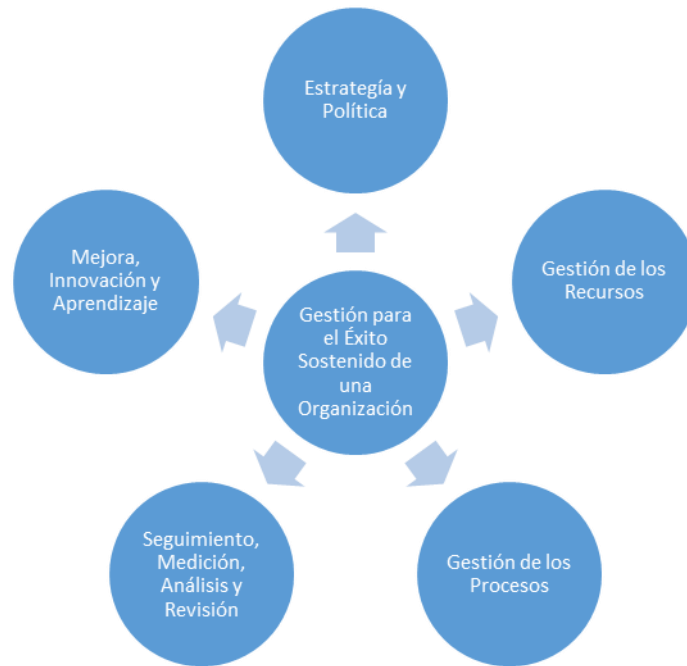 Estrategía y
Política
Mejora,
Innovación y
Aprendizaje
Gestión de los
Recursos
Gestión para
el Éxito
Sostenido de
una
Organización
Seguimiento,
Medición,
Análisis y
Revisión
Gestión de los
Procesos